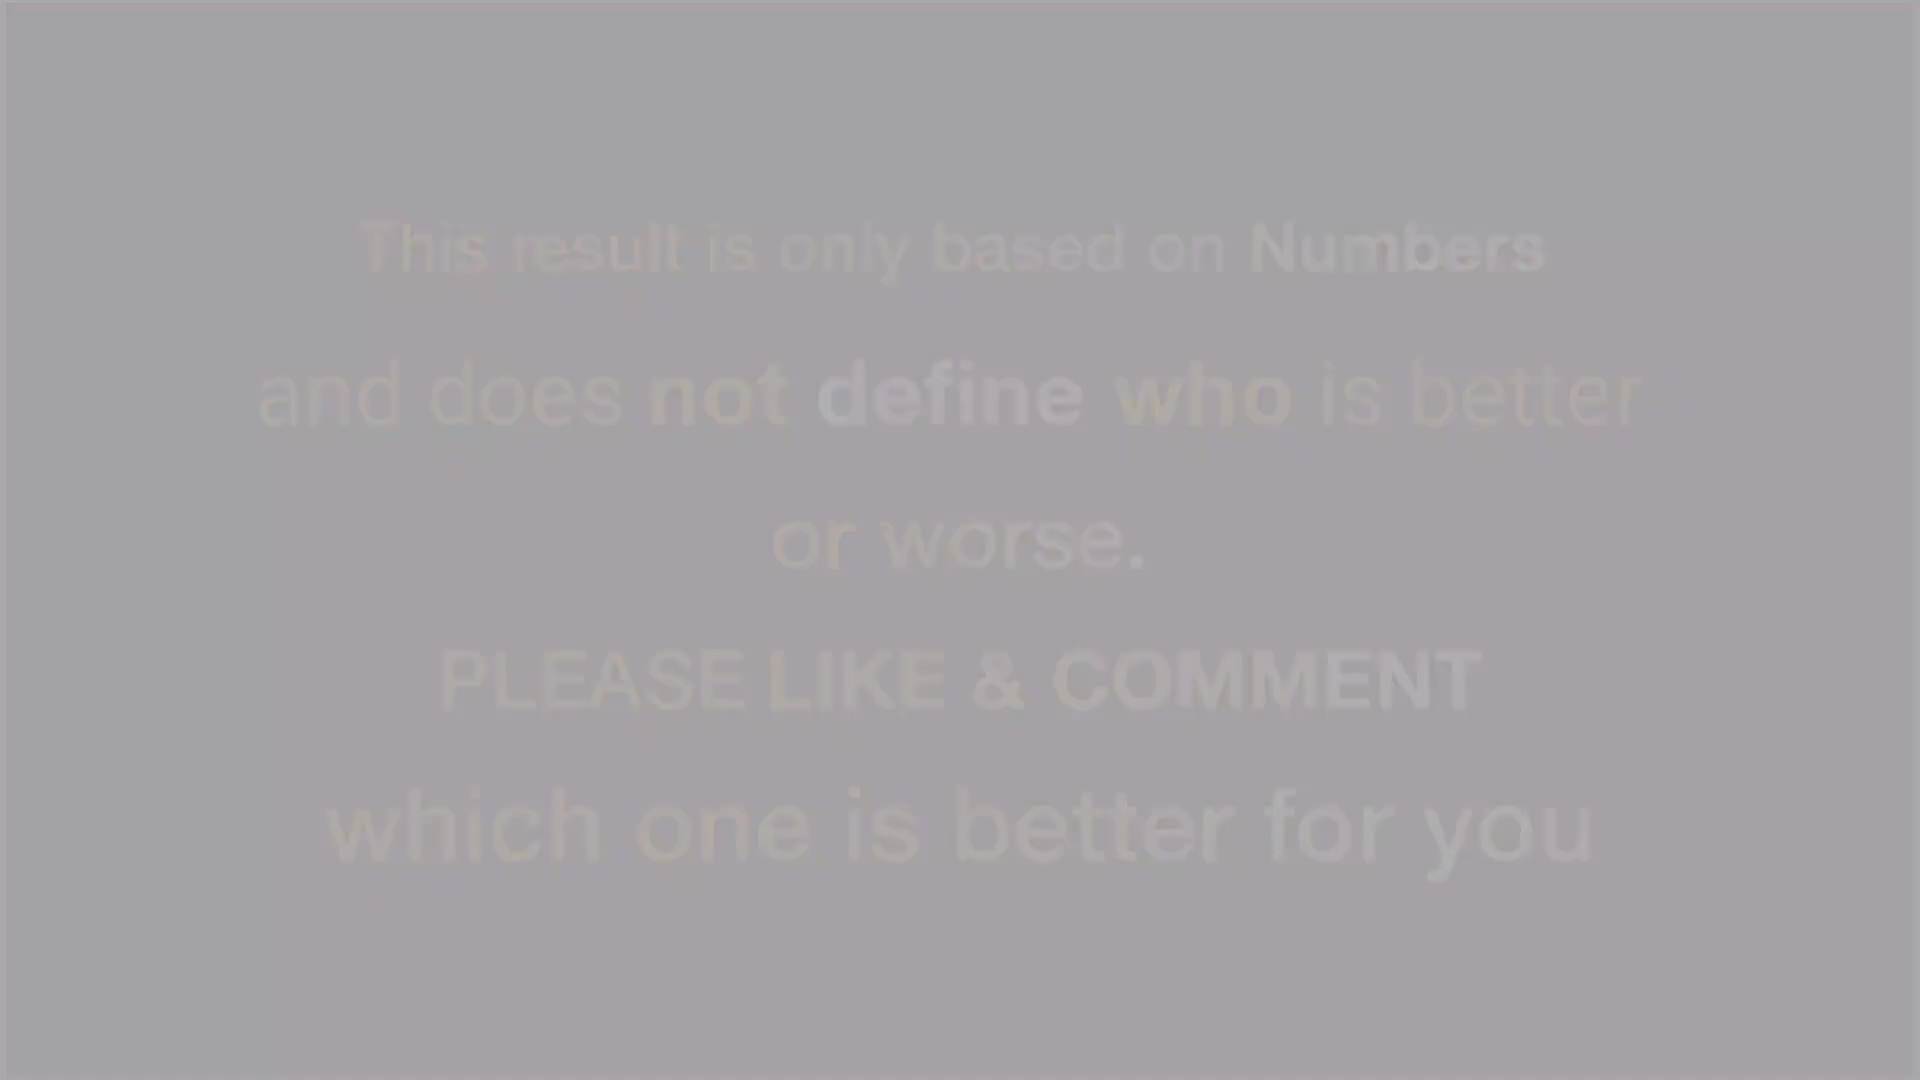 This result is only based on Numbers
and does not define who is better
or worse.
PLEASE LIKE & COMMENT
which one is better for you